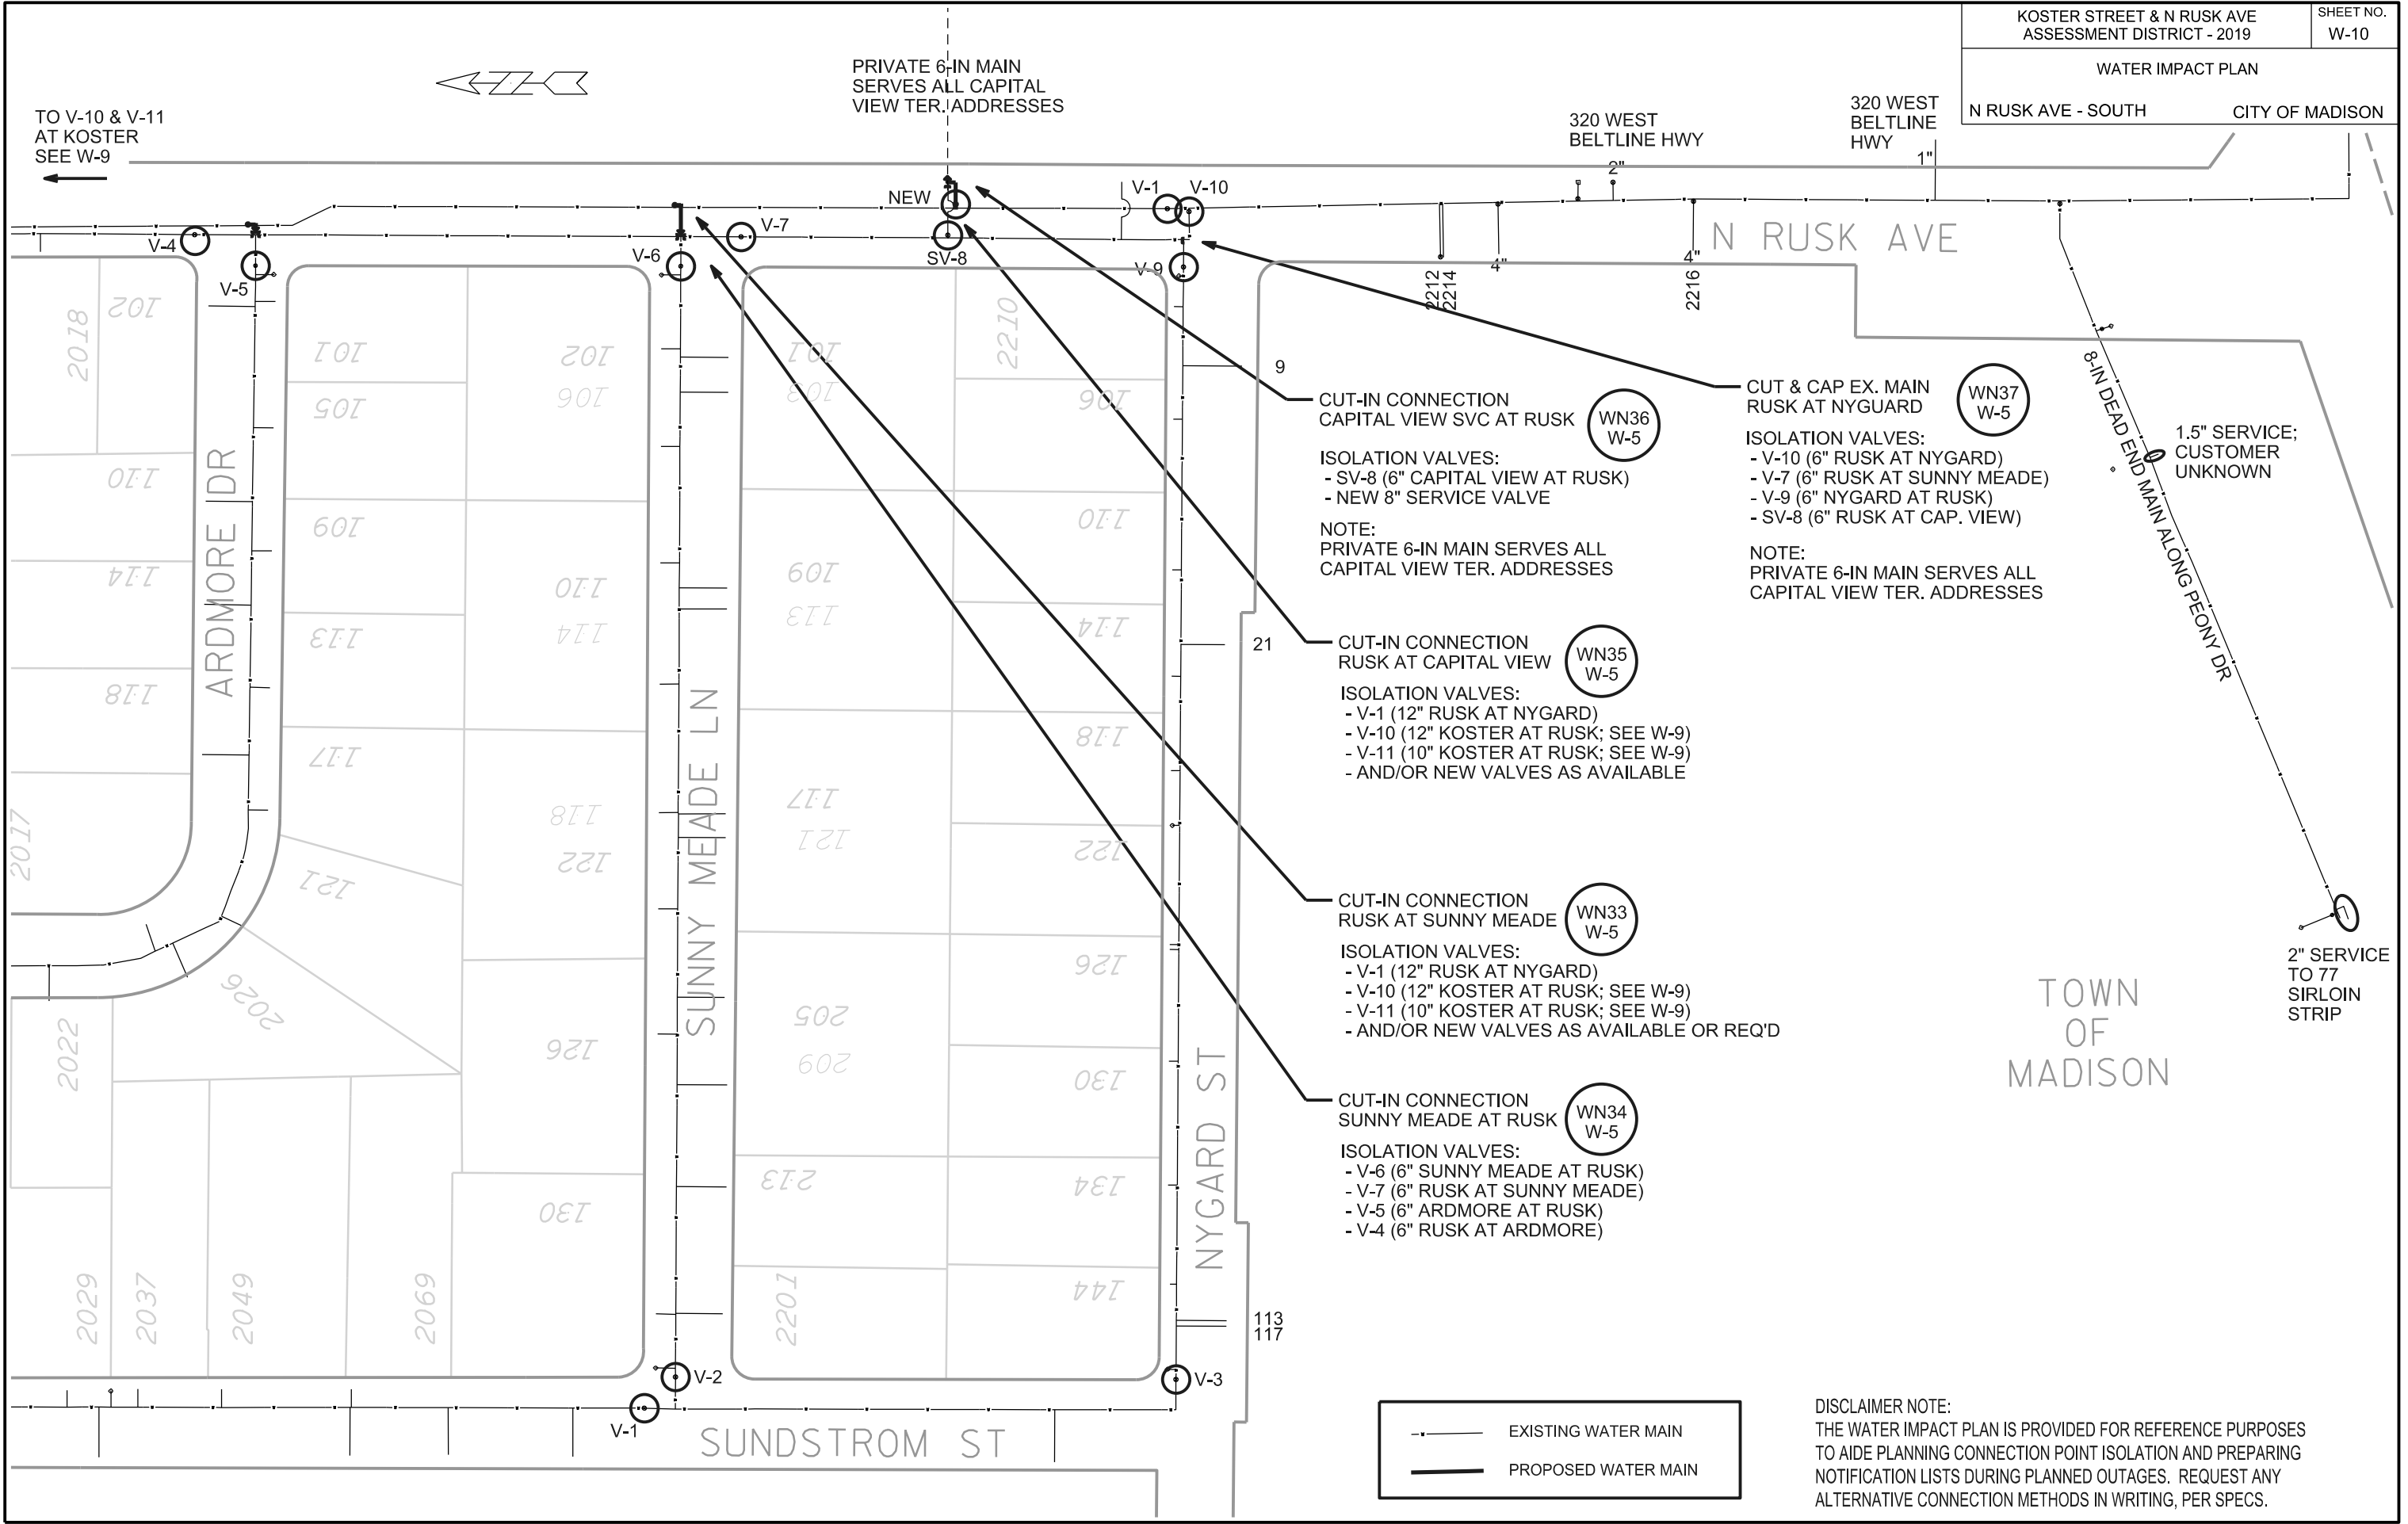 KOSTER STREET & N RUSK AVE
ASSESSMENT DISTRICT - 2019
SHEET NO.
W-10
WATER IMPACT PLAN
N RUSK AVE - SOUTH
CITY OF MADISON
TO V-10 & V-11
AT KOSTER
SEE W-9
N
PRIVATE 6-IN MAIN
SERVES ALL CAPITAL
VIEW TER. ADDRESSES
320 WEST
BELTLINE HWY
320 WEST
BELTLINE
HWY
2"
1"
NEW
V-1
V-10
V-4
V-5
V-6
V-7
SV-8
V-9
N RUSK AVE
4"
4"
2212
2214
2216
9
21
113
117
CUT-IN CONNECTION
CAPITAL VIEW SVC AT RUSK
WN36
W-5
ISOLATION VALVES:
- SV-8 (6" CAPITAL VIEW AT RUSK)
- NEW 8" SERVICE VALVE
NOTE:
PRIVATE 6-IN MAIN SERVES ALL
CAPITAL VIEW TER. ADDRESSES
CUT & CAP EX. MAIN
RUSK AT NYGUARD
WN37
W-5
ISOLATION VALVES:
- V-10 (6" RUSK AT NYGARD)
- V-7 (6" RUSK AT SUNNY MEADE)
- V-9 (6" NYGARD AT RUSK)
- SV-8 (6" RUSK AT CAP. VIEW)
NOTE:
PRIVATE 6-IN MAIN SERVES ALL
CAPITAL VIEW TER. ADDRESSES
8-IN DEAD END MAIN ALONG PEONY DR
1.5" SERVICE;
CUSTOMER
UNKNOWN
CUT-IN CONNECTION
RUSK AT CAPITAL VIEW
WN35
W-5
ISOLATION VALVES:
- V-1 (12" RUSK AT NYGARD)
- V-10 (12" KOSTER AT RUSK; SEE W-9)
- V-11 (10" KOSTER AT RUSK; SEE W-9)
- AND/OR NEW VALVES AS AVAILABLE
CUT-IN CONNECTION
RUSK AT SUNNY MEADE
WN33
W-5
ISOLATION VALVES:
- V-1 (12" RUSK AT NYGARD)
- V-10 (12" KOSTER AT RUSK; SEE W-9)
- V-11 (10" KOSTER AT RUSK; SEE W-9)
- AND/OR NEW VALVES AS AVAILABLE OR REQ'D
CUT-IN CONNECTION
SUNNY MEADE AT RUSK
WN34
W-5
ISOLATION VALVES:
- V-6 (6" SUNNY MEADE AT RUSK)
- V-7 (6" RUSK AT SUNNY MEADE)
- V-5 (6" ARDMORE AT RUSK)
- V-4 (6" RUSK AT ARDMORE)
2" SERVICE
TO 77
SIRLOIN
STRIP
TOWN
OF
MADISON
ARDMORE DR
SUNNY MEADE LN
NYGARD ST
SUNDSTROM ST
2018
102
110
114
118
2017
101
105
109
113
117
121
2026
2022
2029
2037
2049
2069
102
106
110
114
118
122
126
130
101
103
109
113
117
121
205
209
213
2201
2210
106
110
114
118
122
126
130
134
144
V-1
V-2
V-3
EXISTING WATER MAIN
PROPOSED WATER MAIN
DISCLAIMER NOTE:
THE WATER IMPACT PLAN IS PROVIDED FOR REFERENCE PURPOSES
TO AIDE PLANNING CONNECTION POINT ISOLATION AND PREPARING
NOTIFICATION LISTS DURING PLANNED OUTAGES. REQUEST ANY
ALTERNATIVE CONNECTION METHODS IN WRITING, PER SPECS.